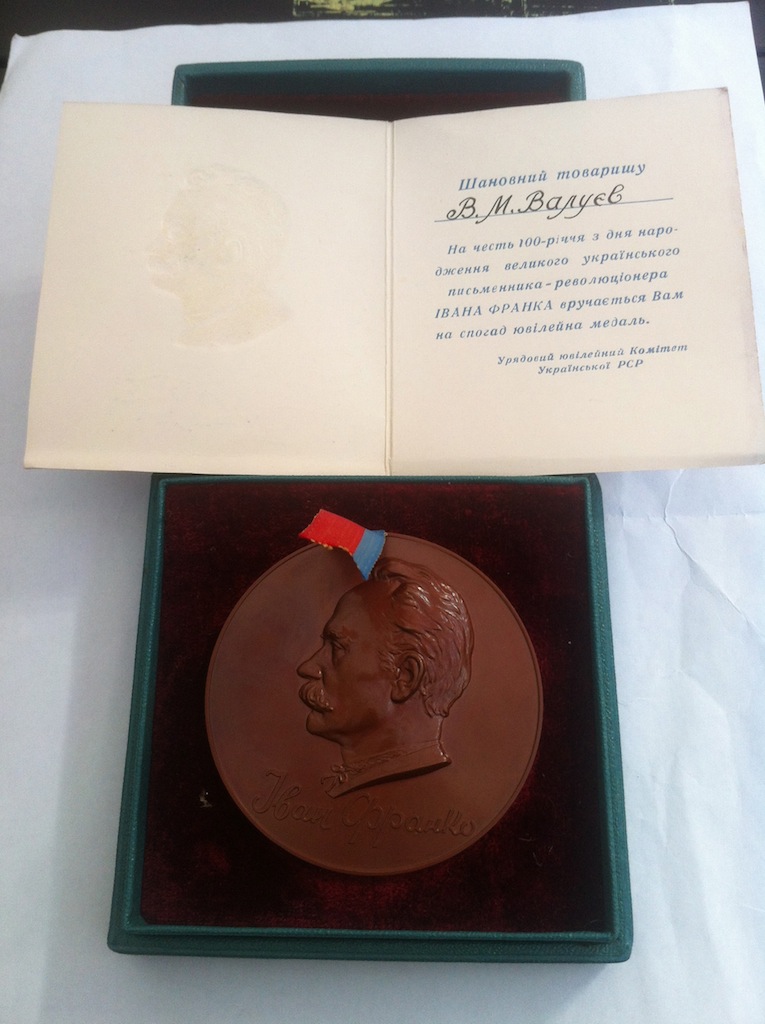 Шановний товаришу
В. М. Валуєв
На честь 100-річчя з дня наро-
дження великого українського
письменника-революціонера
ІВАНА ФРАНКА вручається Вам
на спогад ювілейна медаль.
Урядовий ювілейний Комітет
Української РСР
Іван Франко